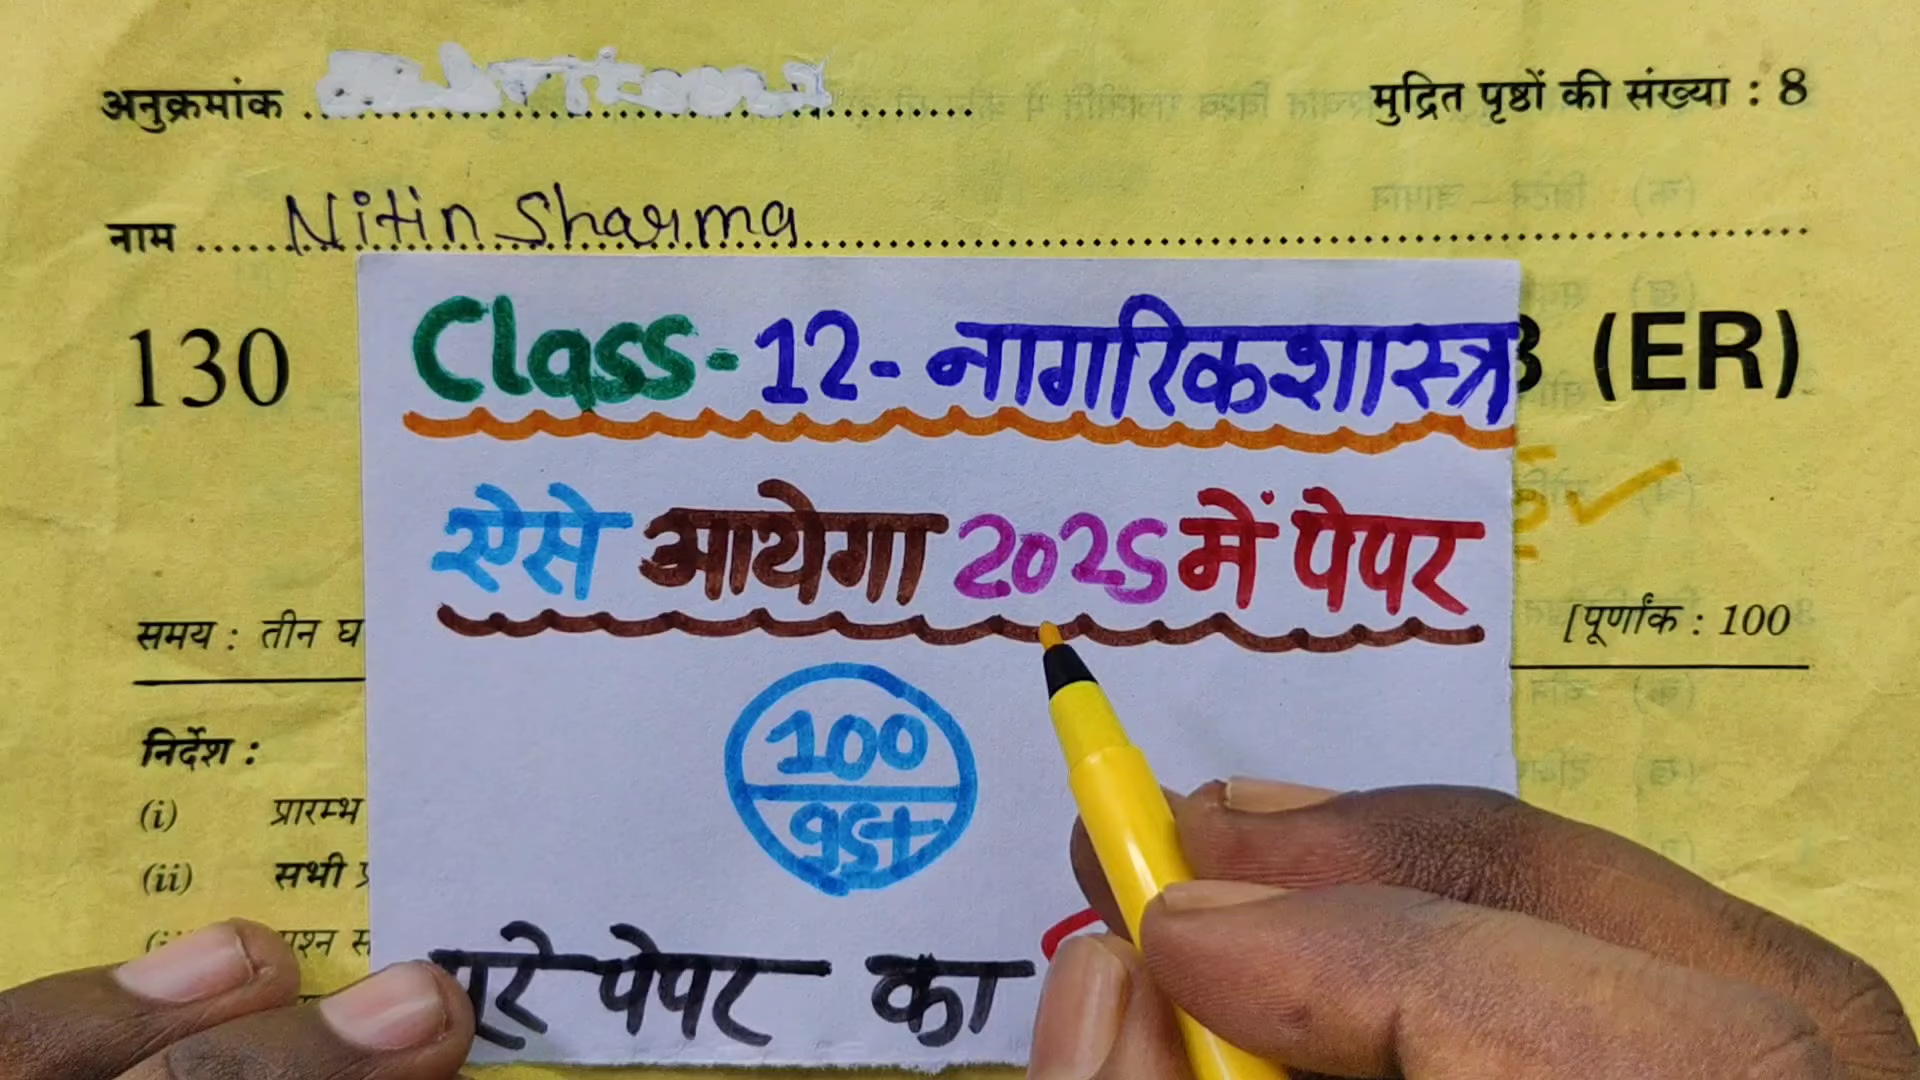 अनुक्रमांक
मुद्रित पृष्ठों की संख्या : 8
नाम Nitin Sharma
130
(ER)
Class-12-नागरिकशास्त्र
ऐसे आयेगा 2025 में पेपर
समय : तीन घ
[पूर्णांक : 100
100
निर्देश :
(i) प्रारम्भ
(ii) सभी प्र
प्रश्न स
पूरे पेपर का